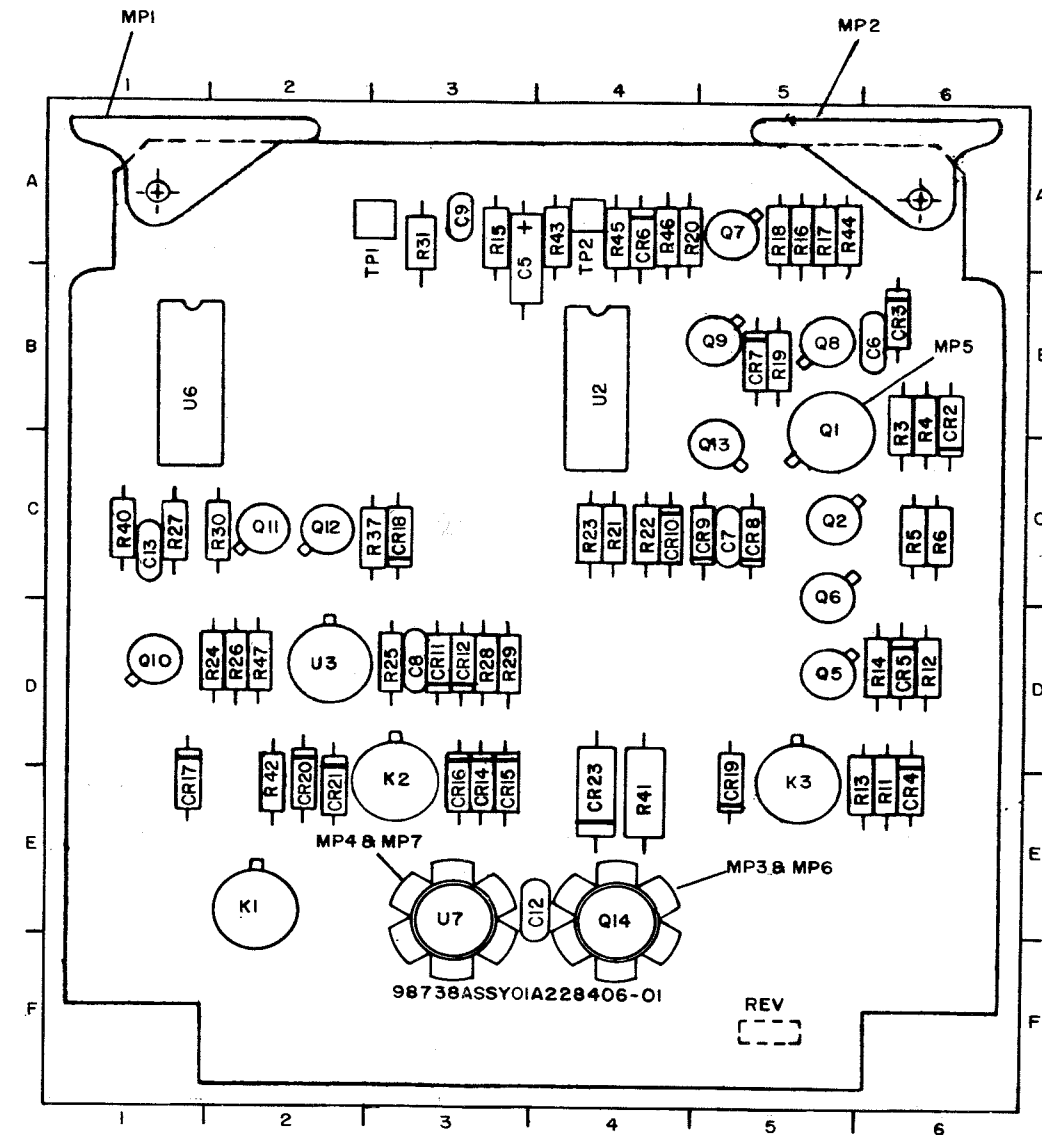 MP1
MP2
1 2 3 4 5 6
A
A
TP1 R31 C9 R15 + C5 R43 TP2 R45 CR6 R46 R20 Q7 R18 R16 R17 R44
B
U6 U2 Q9 CR7 R19 Q8 C6 CR3
MP5
Q13 Q1 R3 R4 CR2
C
C
R40 C13 R27 R30 Q11 Q12 R37 CR18 R23 R21 R22 CR10 CR9 C7 CR8 Q2 R5 R6
Q6
D
D
Q10 R24 R26 R47 U3 R25 C8 CR11 CR12 R28 R29 Q5 R14 CR5 R12
CR17 R42 CR20 CR21 K2 CR16 CR14 CR15 CR23 R41 CR19 K3 R13 R11 CR4
E
E
MP4 & MP7
MP3 & MP6
K1 U7 C12 Q14
98738ASSY01A228406-01
F
F
REV
1 2 3 4 5 6